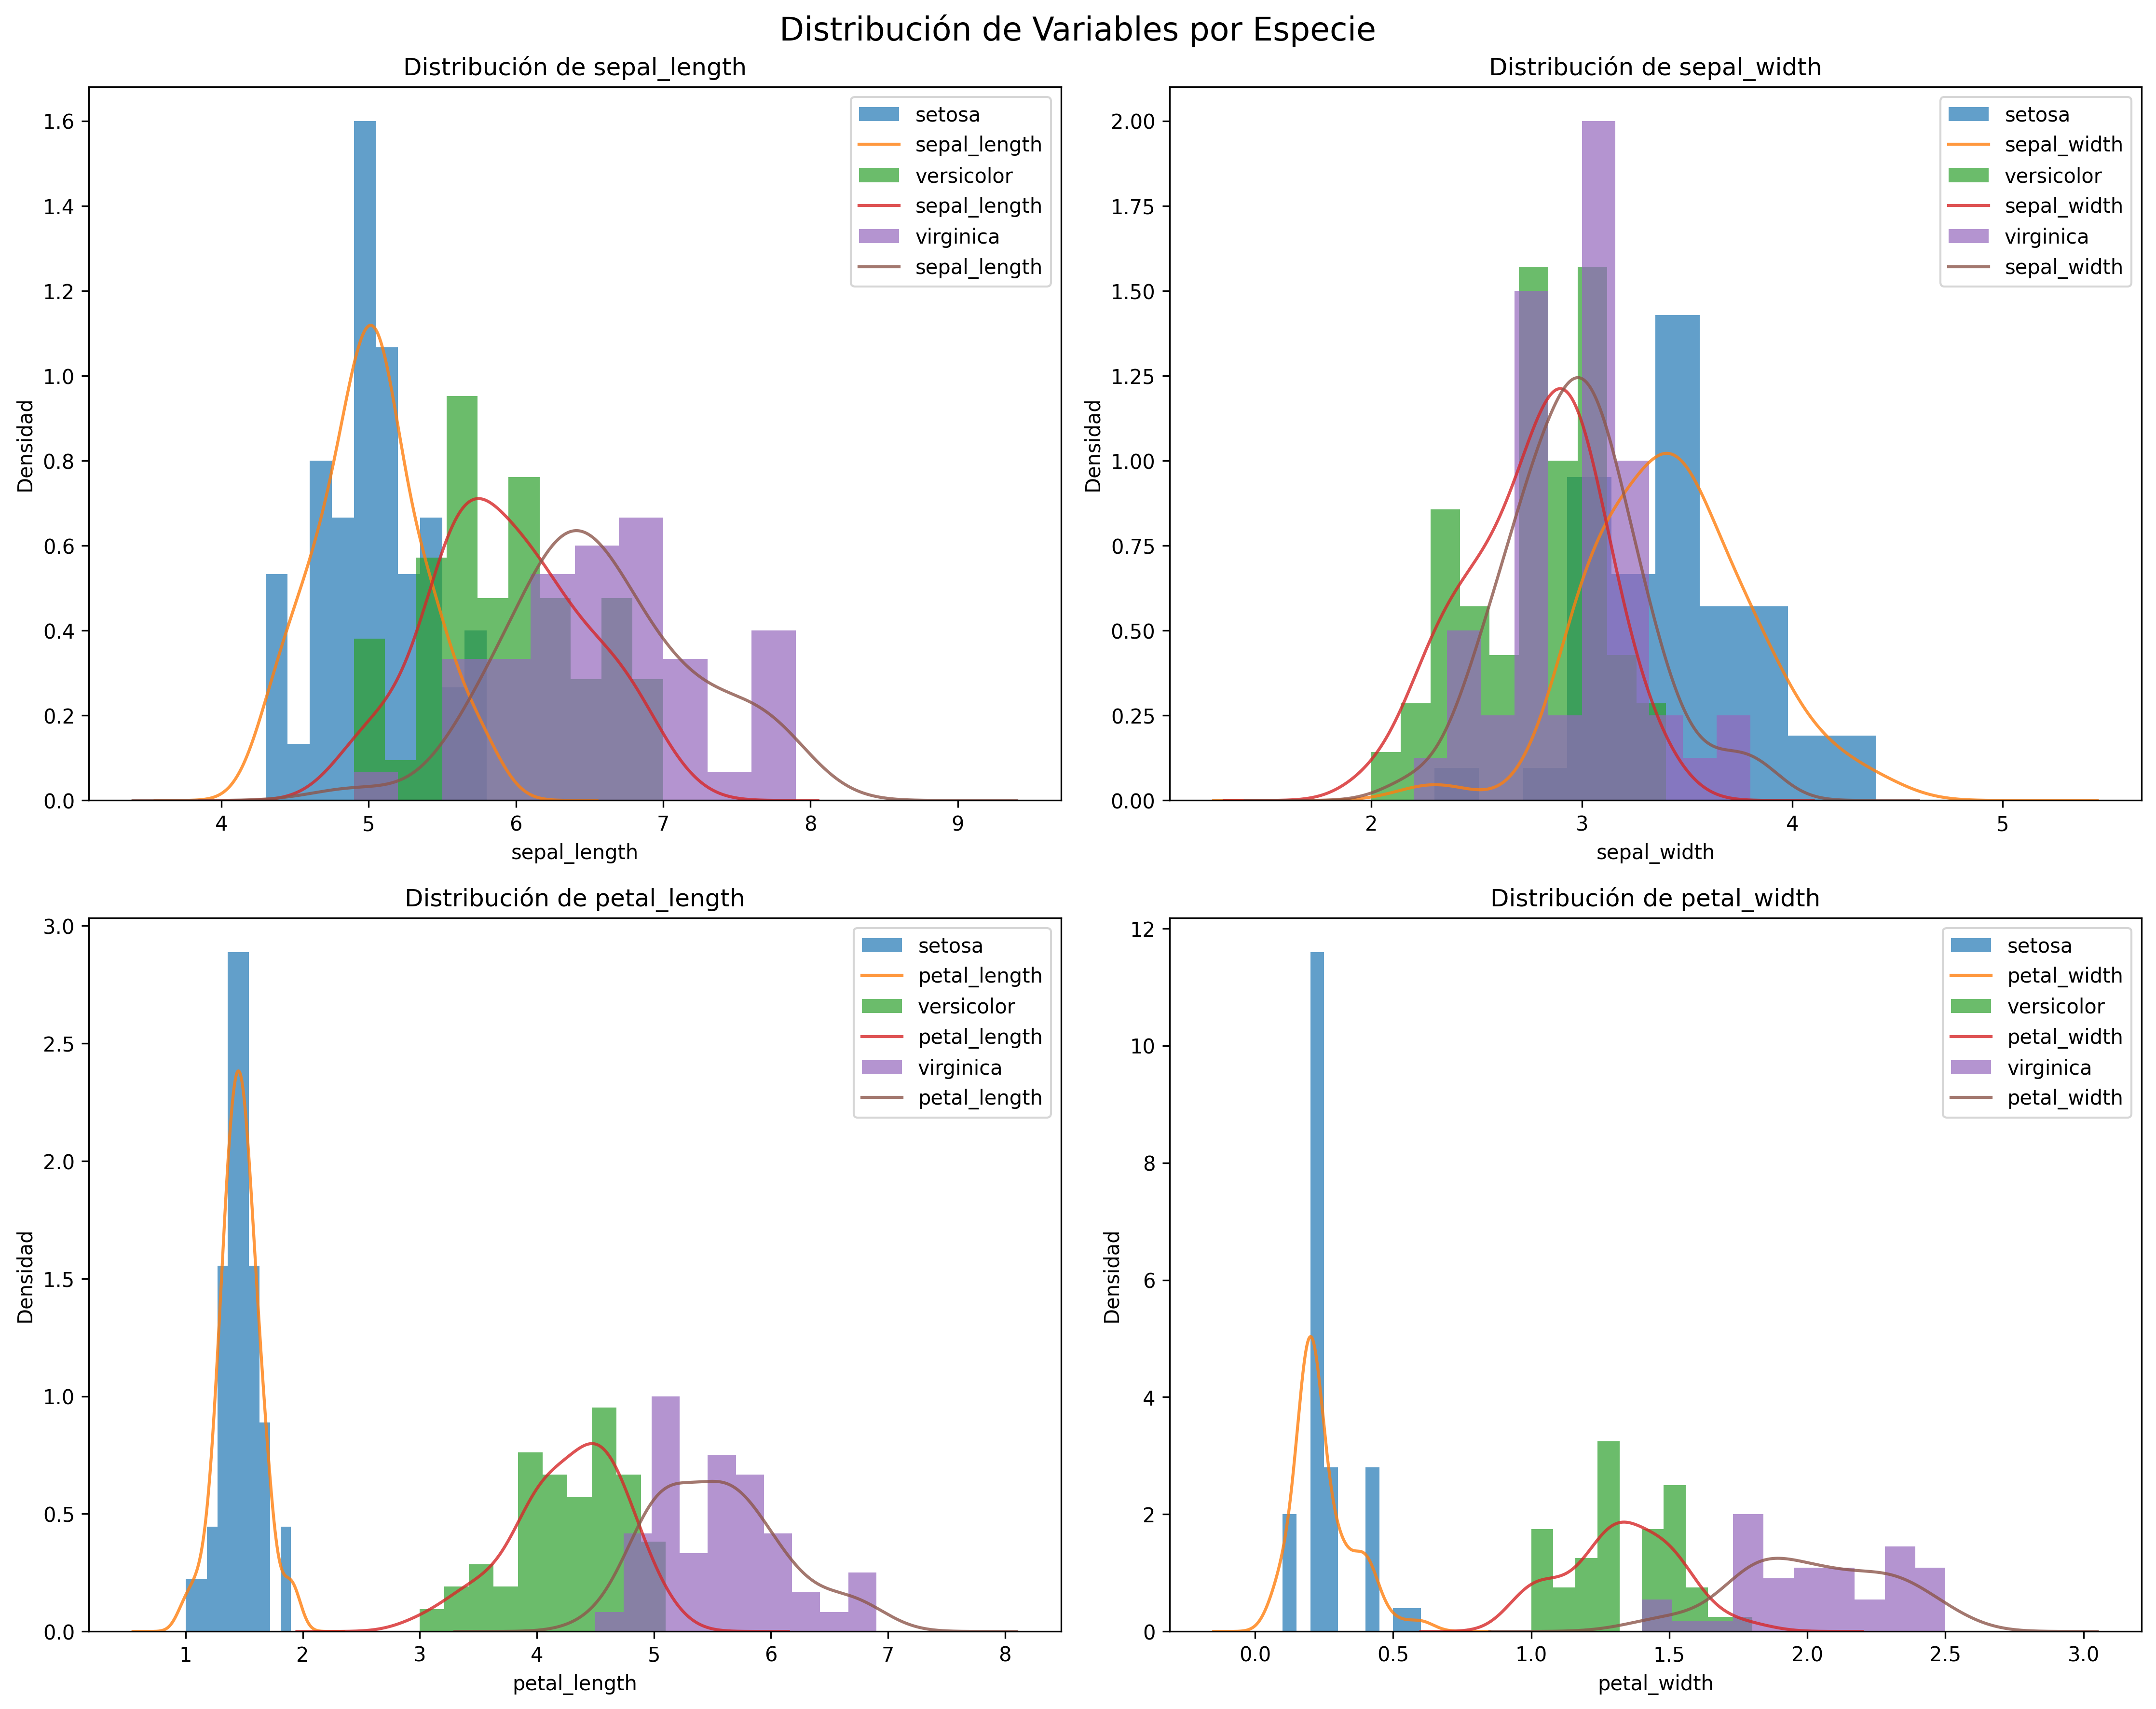 Distribución de Variables por Especie
Distribución de sepal_length
1.6
1.4
1.2
1.0
0.8
0.6
0.4
0.2
0.0
Densidad
setosa
sepal_length
versicolor
sepal_length
virginica
sepal_length
4 5 6 7 8 9
sepal_length
Distribución de sepal_width
2.00
1.75
1.50
1.25
1.00
0.75
0.50
0.25
0.00
Densidad
setosa
sepal_width
versicolor
sepal_width
virginica
sepal_width
2 3 4 5
sepal_width
Distribución de petal_length
3.0
2.5
2.0
1.5
1.0
0.5
0.0
Densidad
setosa
petal_length
versicolor
petal_length
virginica
petal_length
1 2 3 4 5 6 7 8
petal_length
Distribución de petal_width
12
10
8
6
4
2
0
Densidad
setosa
petal_width
versicolor
petal_width
virginica
petal_width
0.0 0.5 1.0 1.5 2.0 2.5 3.0
petal_width